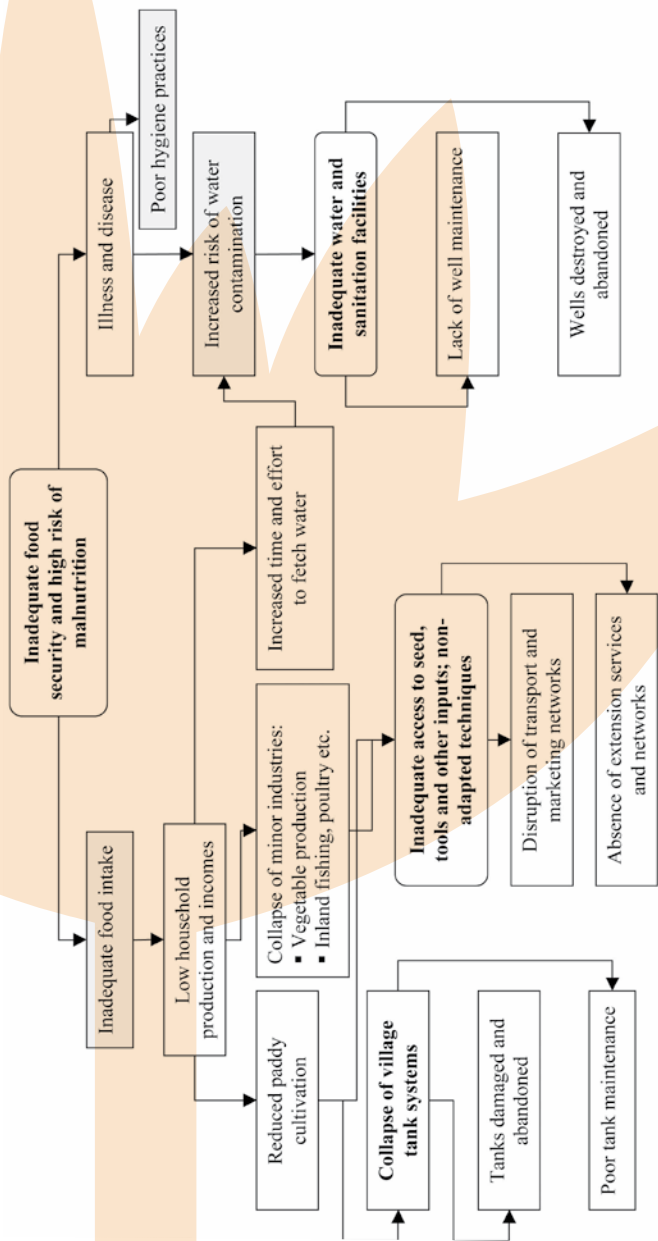 Inadequate food
security and high risk of
malnutrition
Inadequate food intake
Illness and disease
Poor hygiene practices
Low household
production and incomes
Increased risk of water
contamination
Reduced paddy
cultivation
Collapse of minor industries:
▪ Vegetable production
▪ Inland fishing, poultry etc.
Increased time and effort
to fetch water
Inadequate water and
sanitation facilities
Collapse of village
tank systems
Inadequate access to seed,
tools and other inputs; non-
adapted techniques
Lack of well maintenance
Tanks damaged and
abandoned
Disruption of transport and
marketing networks
Wells destroyed and
abandoned
Poor tank maintenance
Absence of extension services
and networks